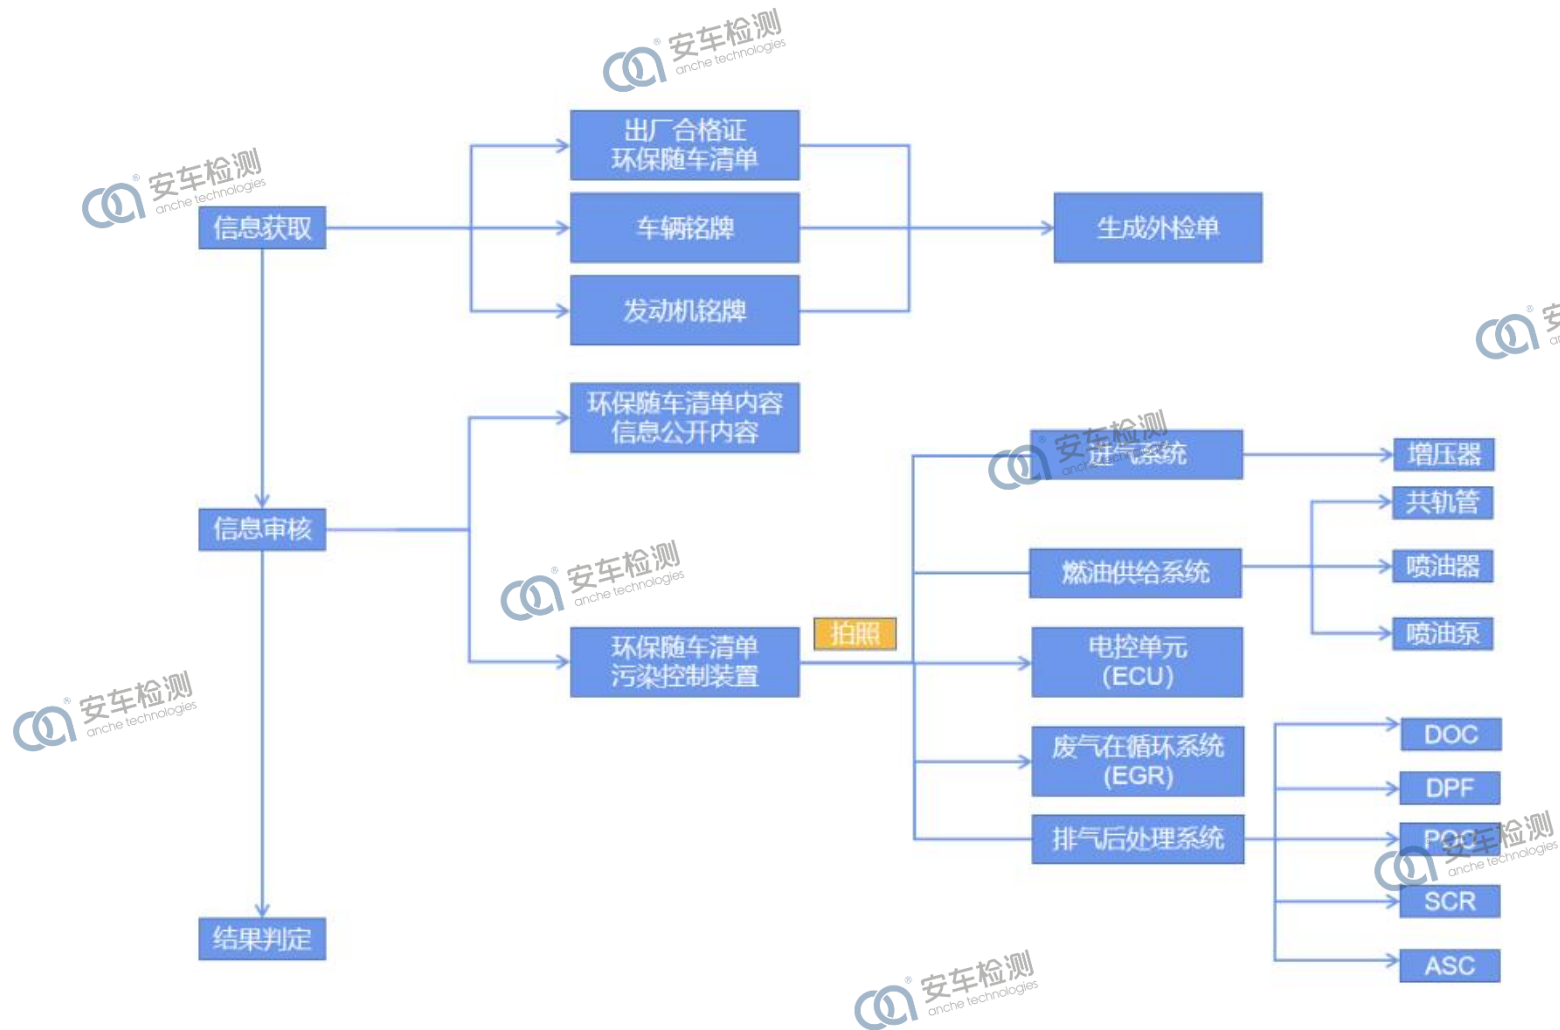 安车检测
anche technologies
出厂合格证
环保随车清单
安车检测
anche technologies
信息获取
车辆铭牌
生成外检单
发动机铭牌
环保随车清单内容
信息公开内容
安车检测
进气系统
增压器
共轨管
信息审核
安车检测
anche technologies
燃油供给系统
喷油器
拍照
喷油泵
环保随车清单
污染控制装置
电控单元
（ECU）
安车检测
anche technologies
废气在循环系统
(EGR)
DOC
DPF
排气后处理系统
POC
安车检测
anche technologies
SCR
结果判定
ASC
安车检测
anche technologies